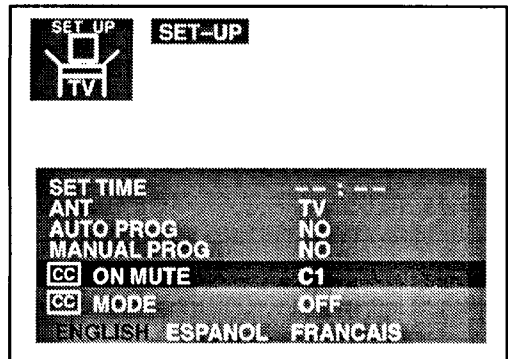 SET UP
SET-UP
TV
SET TIME -- : --
ANT TV
AUTO PROG NO
MANUAL PROG NO
CC ON MUTE C1
CC MODE OFF
ENGLISH ESPANOL FRANCAIS